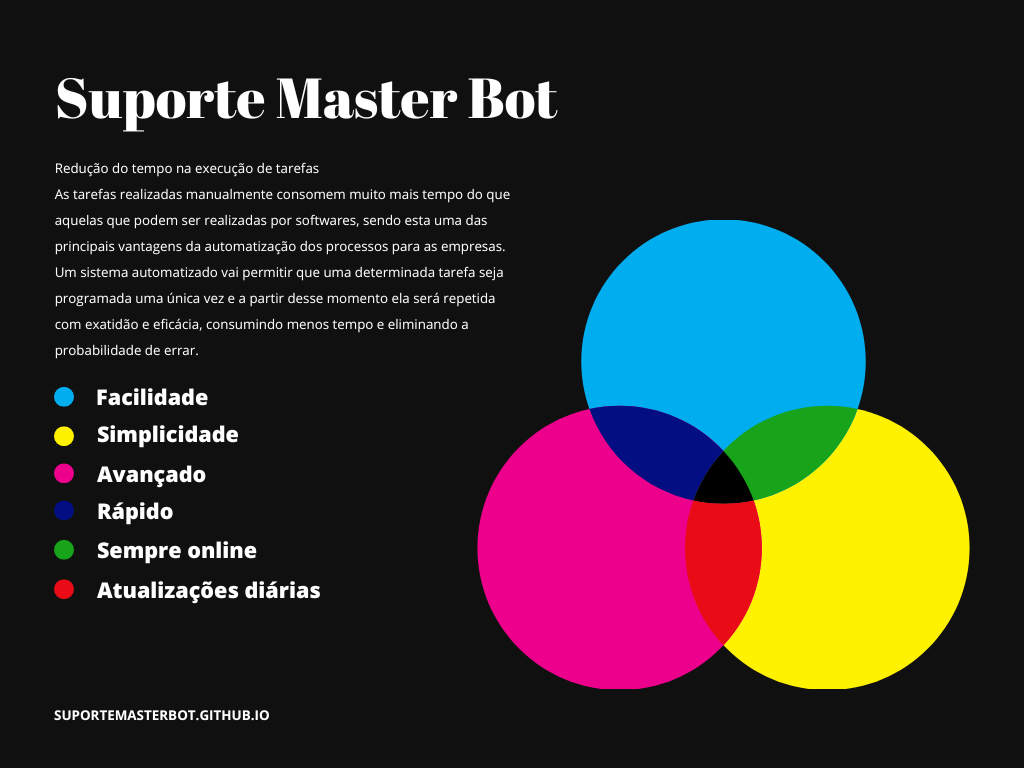 Suporte Master Bot
Redução do tempo na execução de tarefas
As tarefas realizadas manualmente consomem muito mais tempo do que
aquelas que podem ser realizadas por softwares, sendo esta uma das
principais vantagens da automatização dos processos para as empresas.
Um sistema automatizado vai permitir que uma determinada tarefa seja
programada uma única vez e a partir desse momento ela será repetida
com exatidão e eficácia, consumindo menos tempo e eliminando a
probabilidade de errar.
Facilidade
Simplicidade
Avançado
Rápido
Sempre online
Atualizações diárias
SUPORTEMASTERBOT.GITHUB.IO